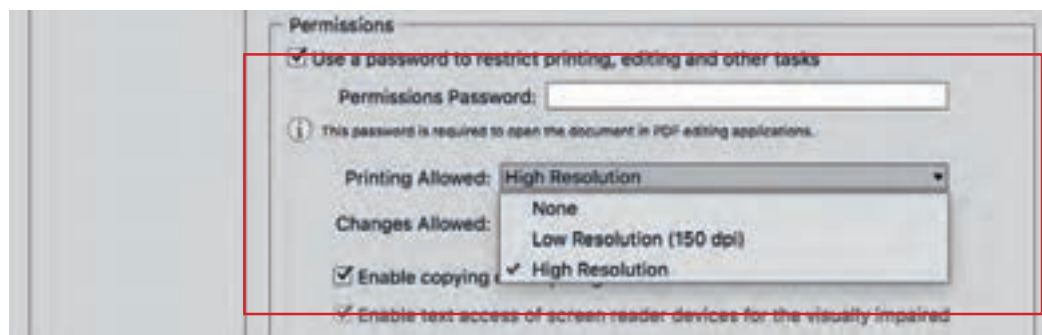 Permissions
Use a password to restrict printing, editing and other tasks
Permissions Password:
This password is required to open the document in PDF editing applications.
Printing Allowed: High Resolution
None
Changes Allowed:
Low Resolution (150 dpi)
High Resolution
Enable copying
Enable text access of screen reader devices for the visually impaired